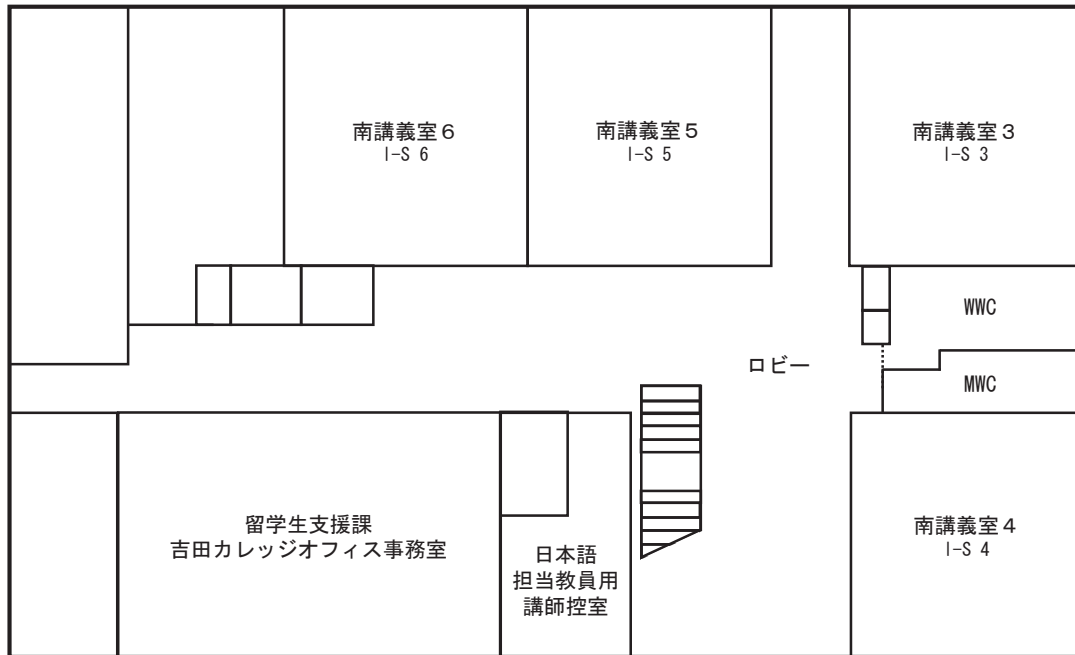 南講義室６
I-S 6
南講義室５
I-S 5
南講義室３
I-S 3
WWC
ロビー
MWC
留学生支援課
吉田カレッジオフィス事務室
日本語
担当教員用
講師控室
南講義室４
I-S 4